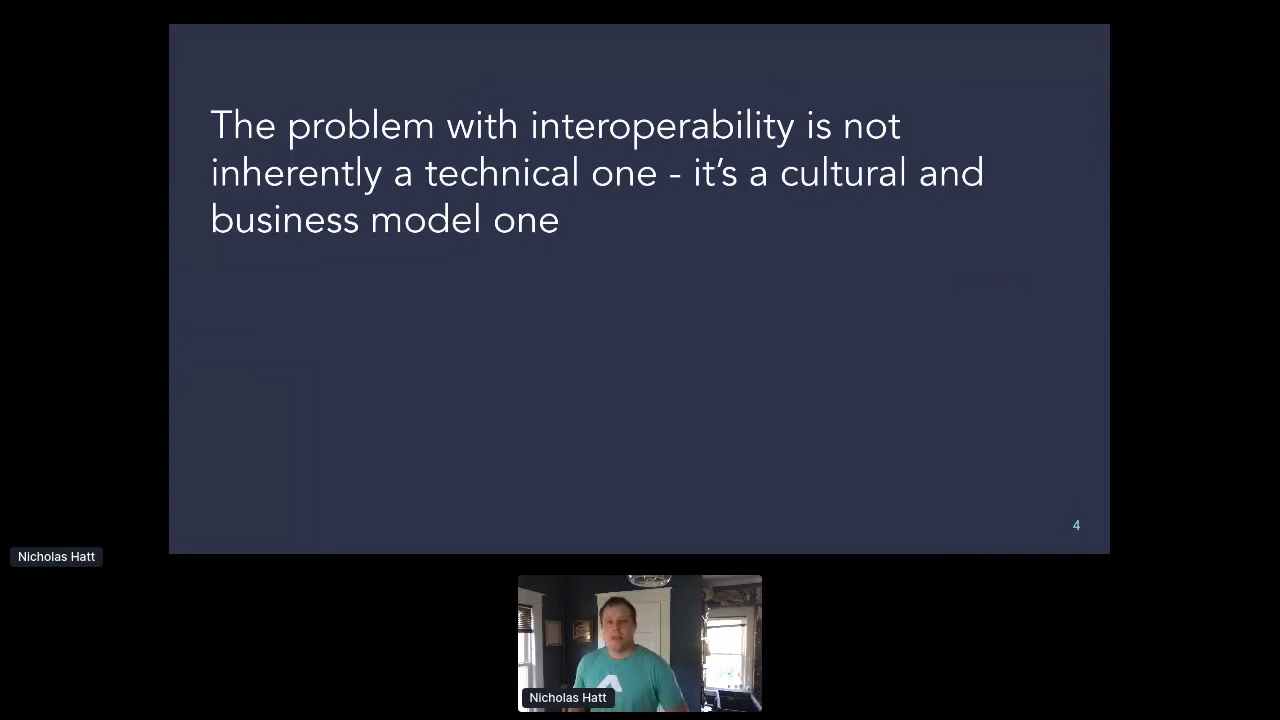 The problem with interoperability is not
inherently a technical one - it's a cultural and
business model one
4
Nicholas Hatt
Nicholas Hatt